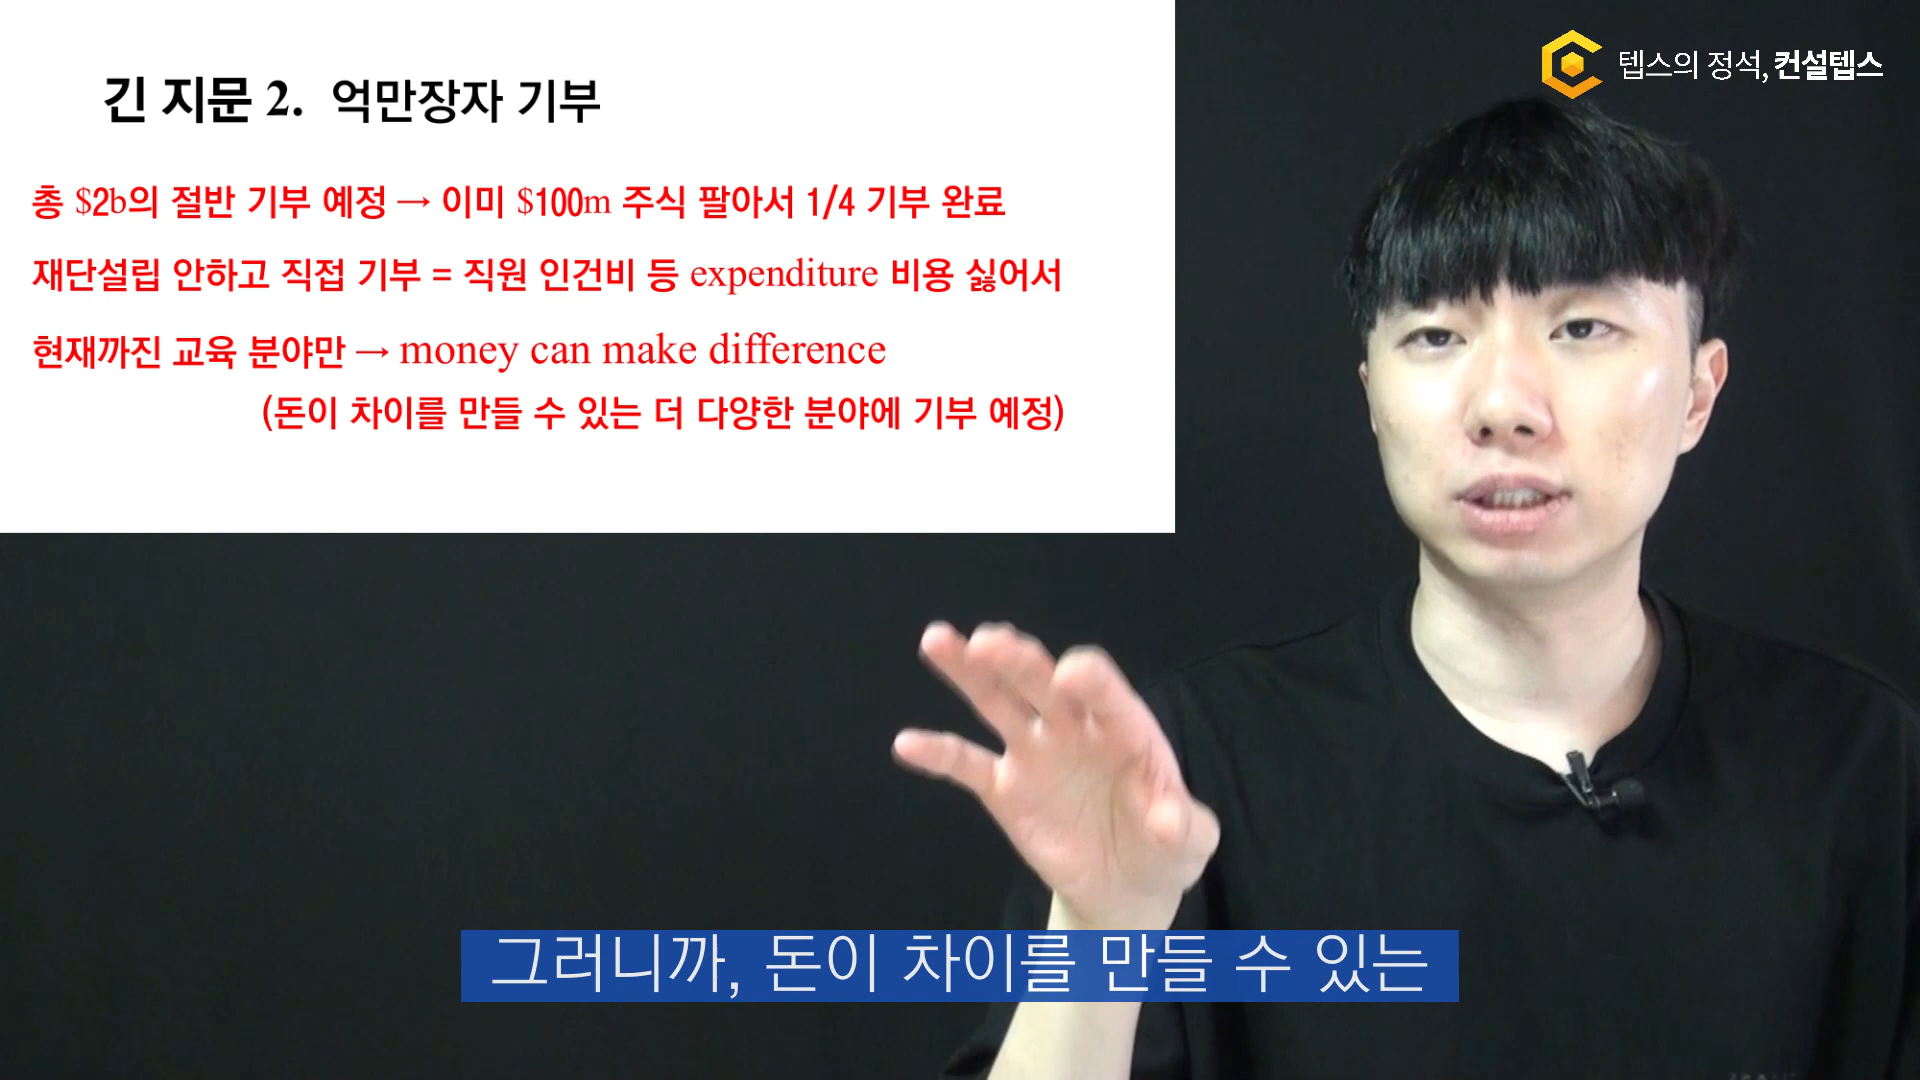 텝스의 정석, 컨설텝스
긴 지문 2. 억만장자 기부
총 $2b의 절반 기부 예정 → 이미 $100m 주식 팔아서 1/4 기부 완료
재단설립 안하고 직접 기부 = 직원 인건비 등 expenditure 비용 싫어서
현재까진 교육 분야만 → money can make difference
(돈이 차이를 만들 수 있는 더 다양한 분야에 기부 예정)
그러니까, 돈이 차이를 만들 수 있는